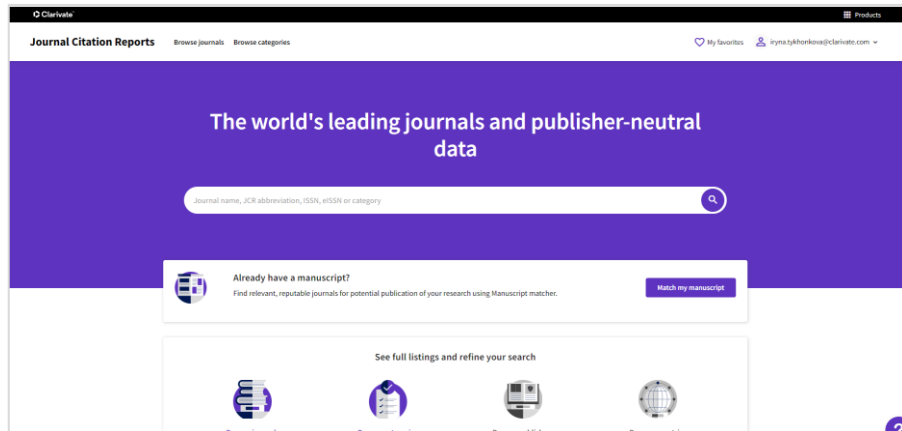 Clarivate
Products
Journal Citation Reports Browse journals Browse categories My favorites iryna.tykhonkova@clarivate.com
The world's leading journals and publisher-neutral
data
Journal name, JCR abbreviation, ISSN, eISSN or category
Already have a manuscript?
Find relevant, reputable journals for potential publication of your research using Manuscript matcher.
Match my manuscript
See full listings and refine your search